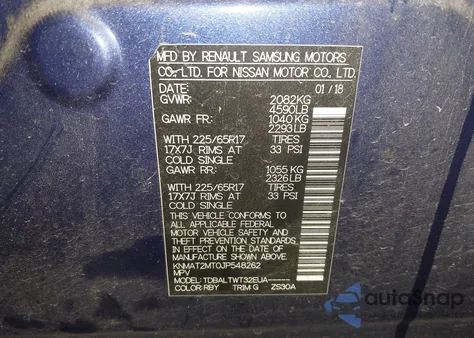 MFD BY RENAULT SAMSUNG MOTORS
CO.,LTD. FOR NISSAN MOTOR CO., LTD.
DATE: 01/18
GVWR: 2082KG
4590LB
GAWR FR: 1040 KG
2293LB
WITH 225/65R17 TIRES
17X7J RIMS AT 33 PSI
COLD SINGLE
GAWR RR: 1055 KG
2326 LB
WITH 225/65R17 TIRES
17X7J RIMS AT 33 PSI
COLD SINGLE
THIS VEHICLE CONFORMS TO
ALL APPLICABLE FEDERAL
MOTOR VEHICLE SAFETY AND
THEFT PREVENTION STANDARDS
IN EFFECT ON THE DATE OF
MANUFACTURE SHOWN ABOVE.
KNMAT2MT0JP548262
MPV
MODEL: TDBALTWT32EUA-----
COLOR: RBY TRIM: G ZS30A
autoSnap